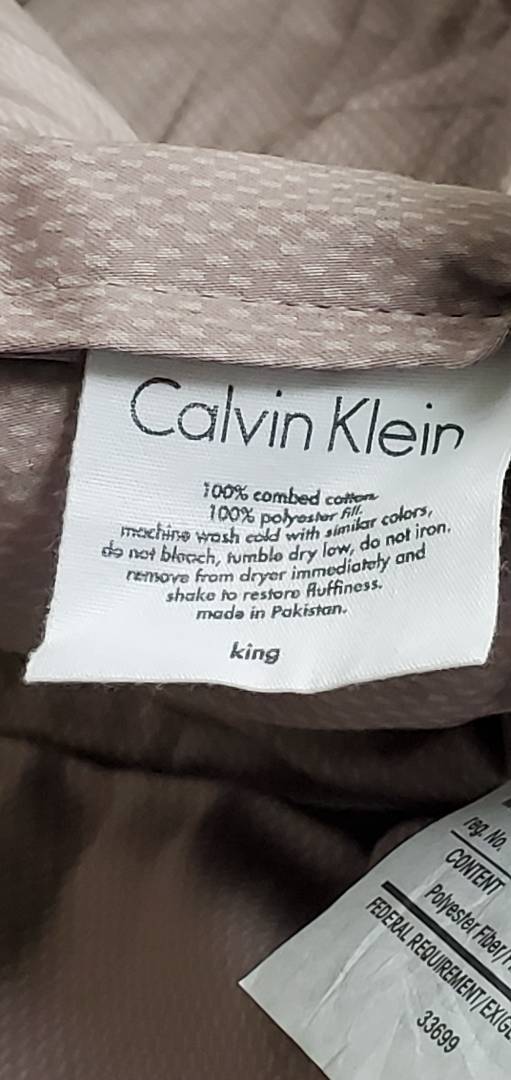 Calvin Klein
100% combed cotton
100% polyester fill.
machine wash cold with similar colors,
do not bleach, tumble dry low, do not iron.
remove from dryer immediately and
shake to restore fluffiness.
made in Pakistan.
king
reg. No.
CONTENT
Polyester Fiber/
FEDERAL REQUIREMENT/
33699